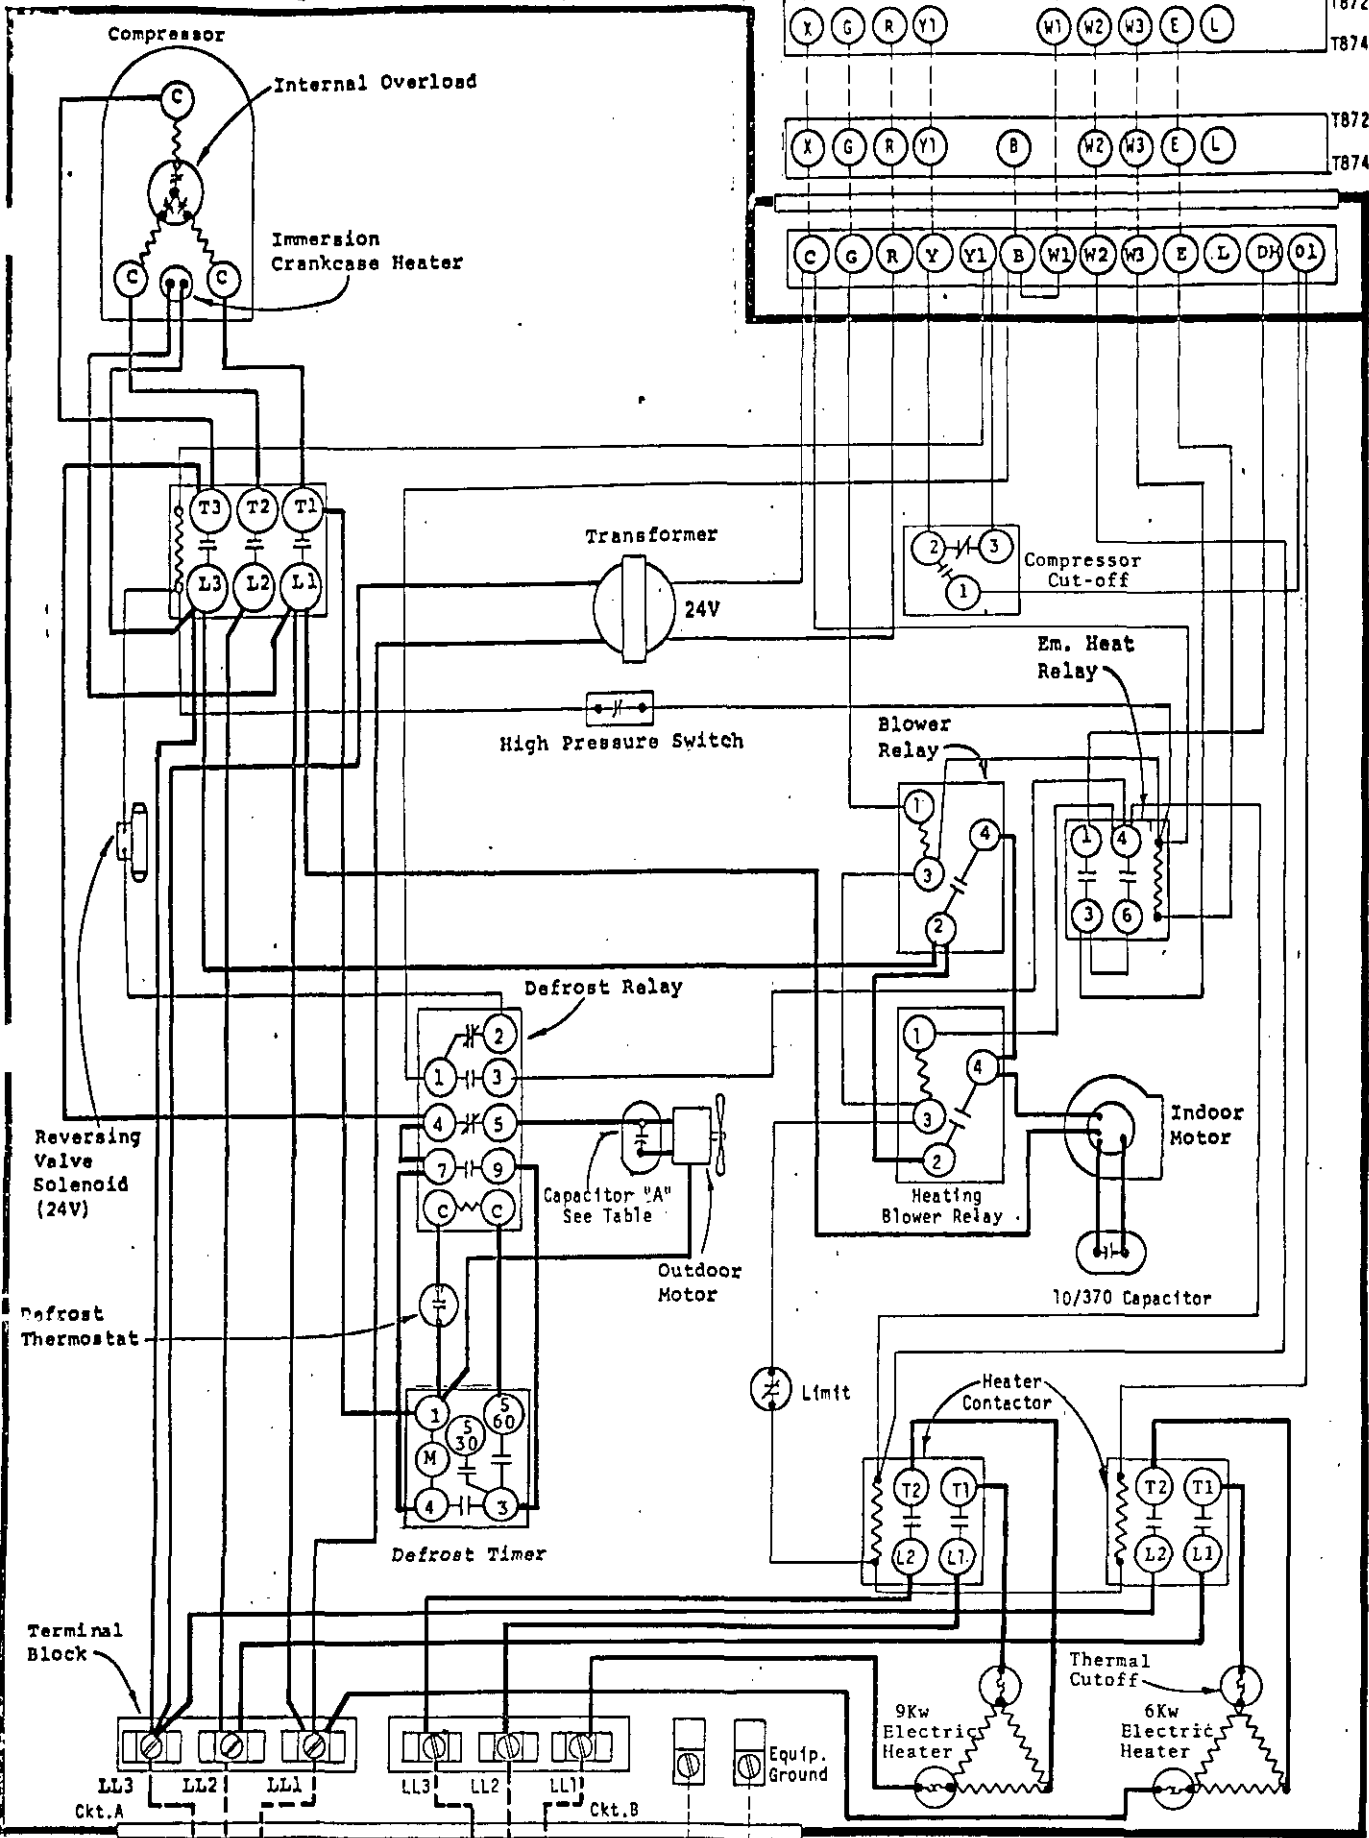 T872
X G R Y1 W1 W2 W3 E L
T874
Compressor
Internal Overload
C
T872
X G R Y1 B W2 W3 E L
T874
Immersion
Crankcase Heater
C C
C G R Y Y1 B W1 W2 W3 E L DH O1
T3 T2 T1
L3 L2 L1
Transformer
24V
2 3
1
Compressor
Cut-off
Em. Heat
Relay
High Pressure Switch
Blower
Relay
1
4
3
2
1 4
3 6
Defrost Relay
2
1 3
4 5
7 9
C C
1
4
3
2
Heating
Blower Relay
Indoor
Motor
10/370 Capacitor
Reversing
Valve
Solenoid
(24V)
Capacitor "A"
See Table
Outdoor
Motor
Defrost
Thermostat
Limit
Heater
Contactor
1
S
30
S
60
M
4 3
Defrost Timer
T2 T1
L2 L1
T2 T1
L2 L1
Terminal
Block
Thermal
Cutoff
9Kw
Electric
Heater
6Kw
Electric
Heater
LL3 LL2 LL1
Ckt.A
LL3 LL2 LL1
Ckt.B
Equip.
Ground